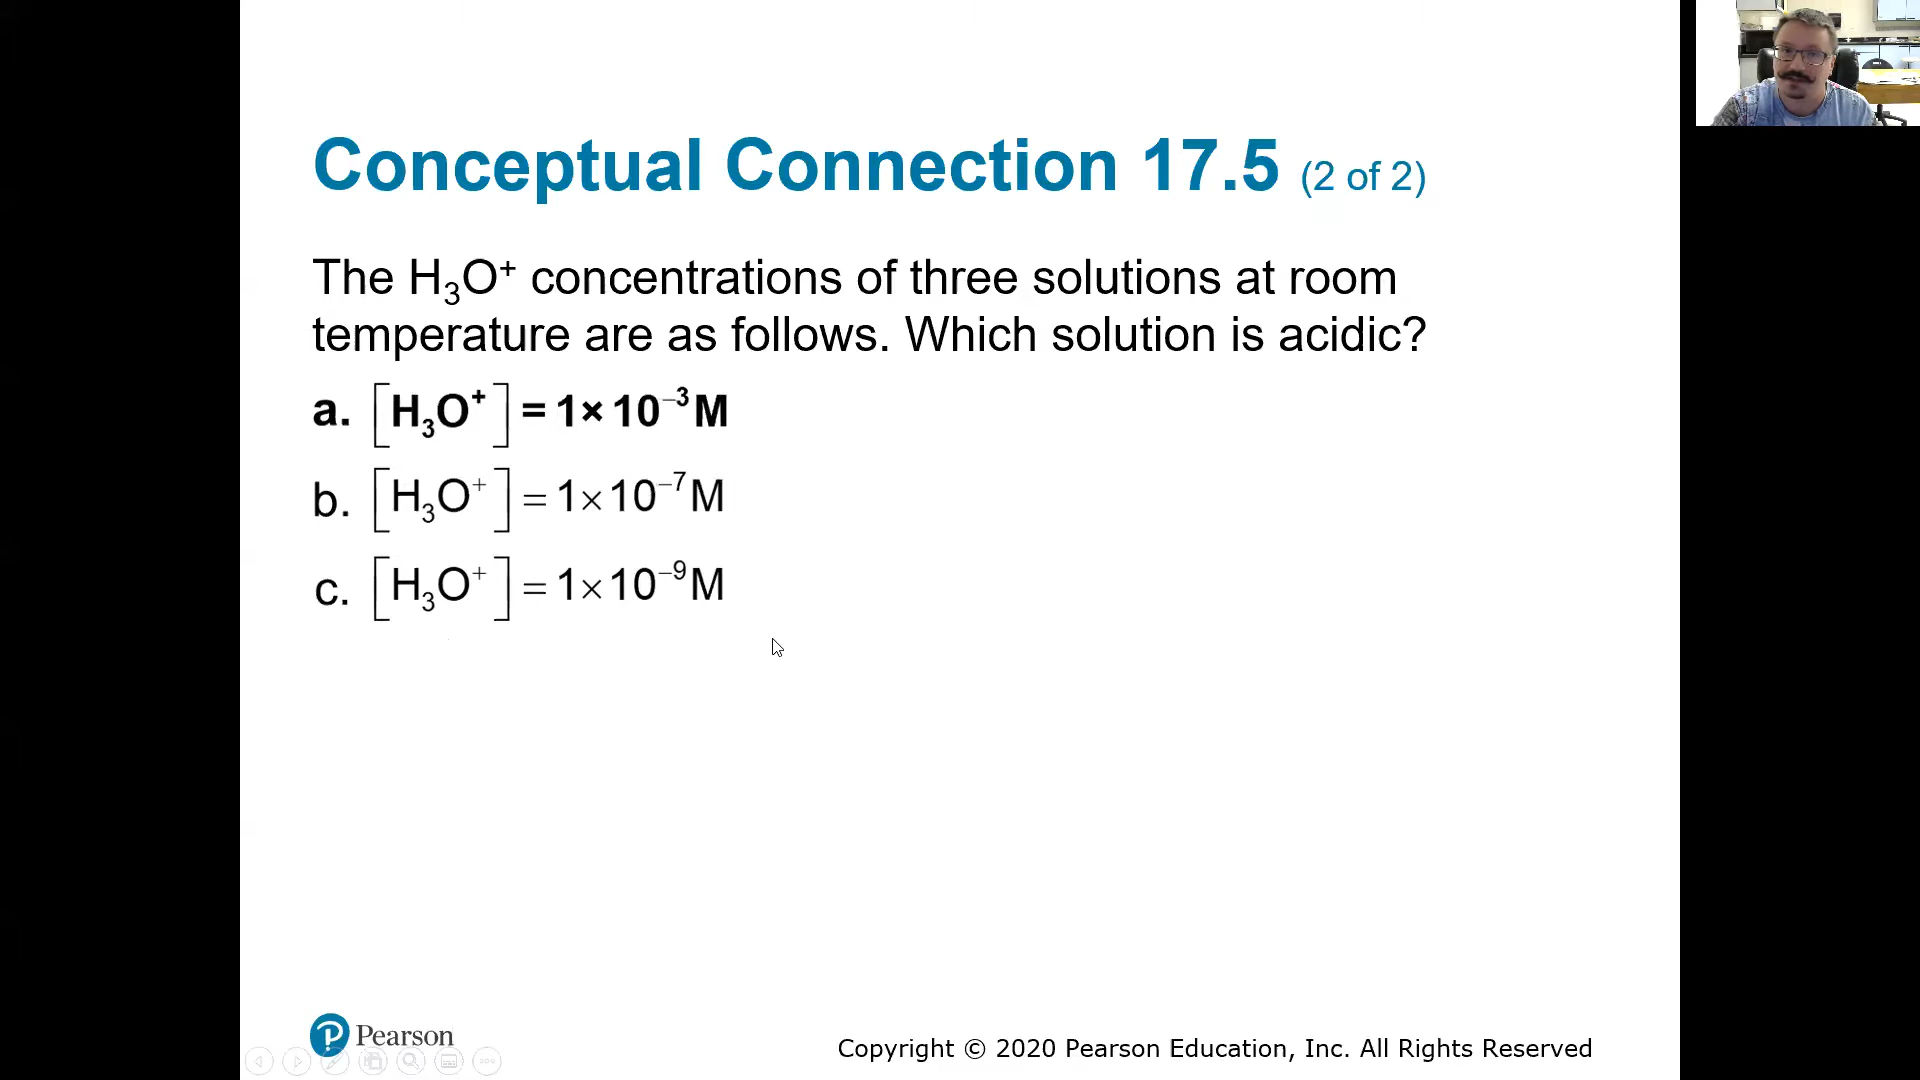 Conceptual Connection 17.5 (2 of 2)
The H₃O⁺ concentrations of three solutions at room
temperature are as follows. Which solution is acidic?
a. [H₃O⁺] = 1 × 10⁻³ M
b. [H₃O⁺] = 1 × 10⁻⁷ M
c. [H₃O⁺] = 1 × 10⁻⁹ M
Pearson
Copyright © 2020 Pearson Education, Inc. All Rights Reserved